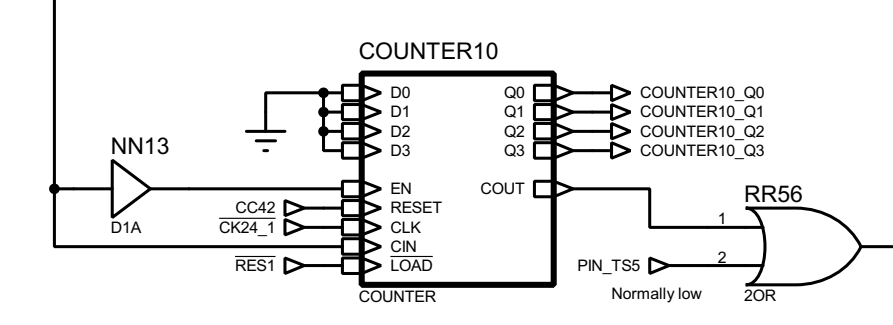 COUNTER10
D0 Q0 COUNTER10_Q0
D1 Q1 COUNTER10_Q1
D2 Q2 COUNTER10_Q2
D3 Q3 COUNTER10_Q3
NN13
D1A
EN COUT
CC42 RESET
CK24_1 CLK
CIN
RES1 LOAD
COUNTER
RR56
1
2
PIN_TS5
Normally low
2OR